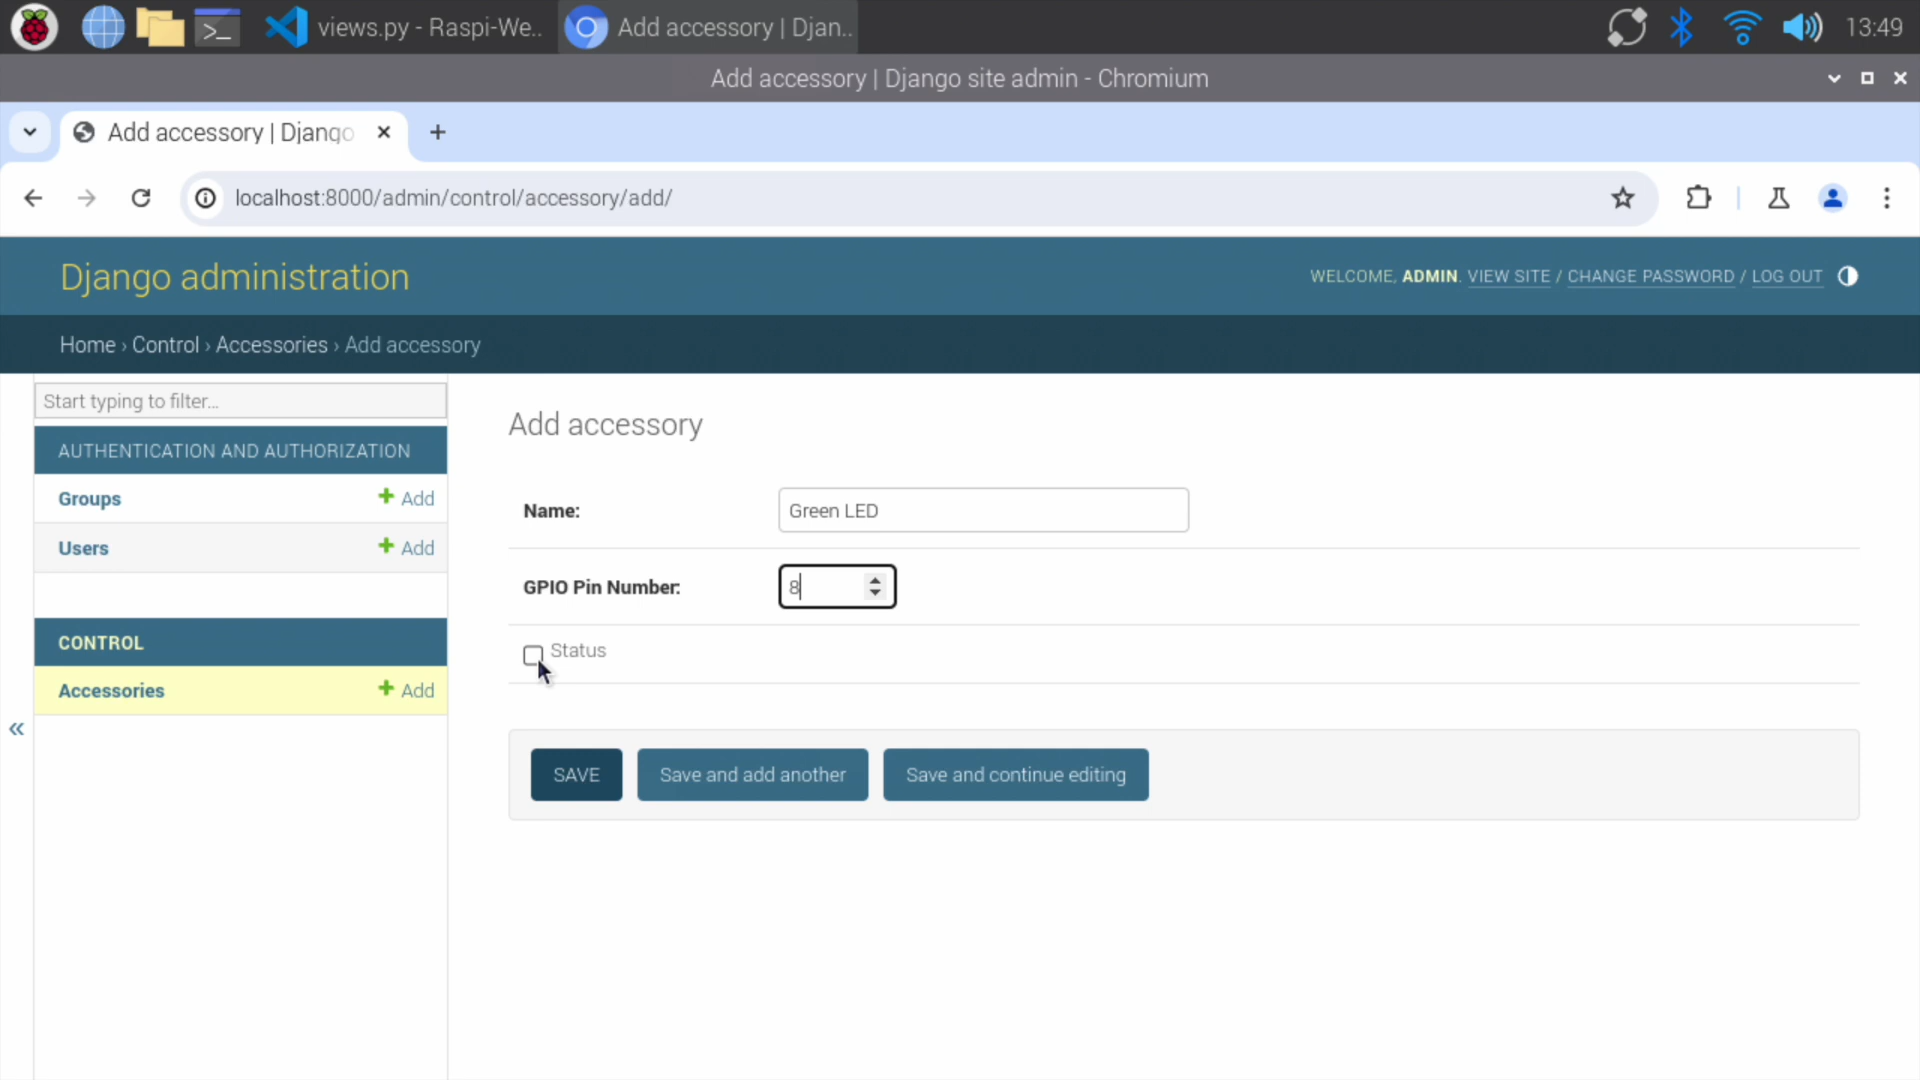 views.py - Raspi-We..
Add accessory | Djan..
13:49
Add accessory | Django site admin - Chromium
Add accessory | Django
localhost:8000/admin/control/accessory/add/
Django administration
WELCOME, ADMIN. VIEW SITE / CHANGE PASSWORD / LOG OUT
Home › Control › Accessories › Add accessory
Start typing to filter...
AUTHENTICATION AND AUTHORIZATION
Groups
Add
Users
Add
CONTROL
Accessories
Add
«
Add accessory
Name:
Green LED
GPIO Pin Number:
8
Status
SAVE
Save and add another
Save and continue editing